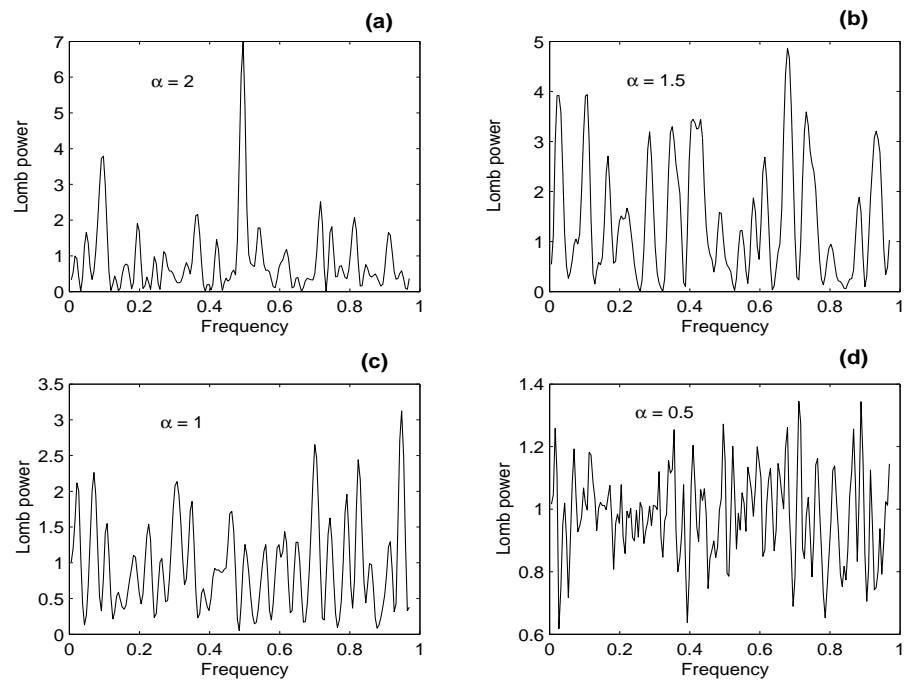 (a)
7
6
5
4
3
2
1
0
Lomb power
α = 2
0 0.2 0.4 0.6 0.8 1
Frequency
(b)
5
4
3
2
1
0
Lomb power
α = 1.5
0 0.2 0.4 0.6 0.8 1
Frequency
(c)
3.5
3
2.5
2
1.5
1
0.5
0
Lomb power
α = 1
0 0.2 0.4 0.6 0.8 1
Frequency
(d)
1.4
1.2
1
0.8
0.6
Lomb power
α = 0.5
0 0.2 0.4 0.6 0.8 1
Frequency